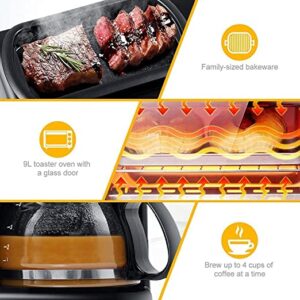 Family-sized bakeware
9L toaster oven with
a glass door
Brew up to 4 cups of
coffee at a time